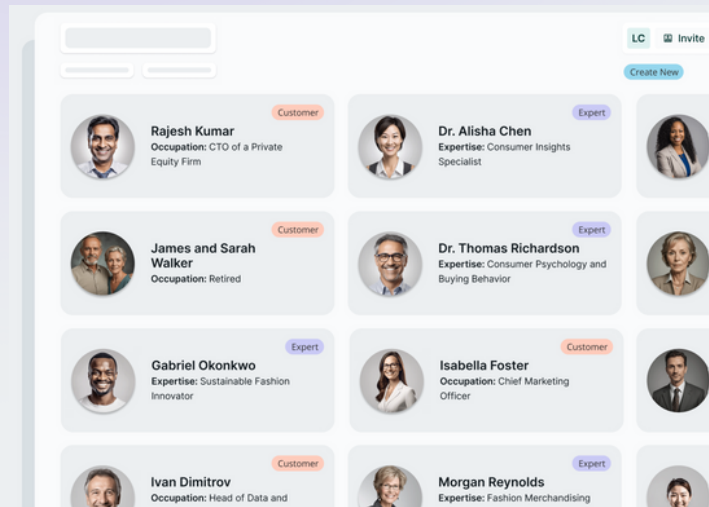 LC
Invite
Create New
Customer
Rajesh Kumar
Occupation: CTO of a Private
Equity Firm
Expert
Dr. Alisha Chen
Expertise: Consumer Insights
Specialist
Customer
James and Sarah
Walker
Occupation: Retired
Expert
Dr. Thomas Richardson
Expertise: Consumer Psychology and
Buying Behavior
Expert
Gabriel Okonkwo
Expertise: Sustainable Fashion
Innovator
Customer
Isabella Foster
Occupation: Chief Marketing
Officer
Customer
Ivan Dimitrov
Occupation: Head of Data and
Expert
Morgan Reynolds
Expertise: Fashion Merchandising